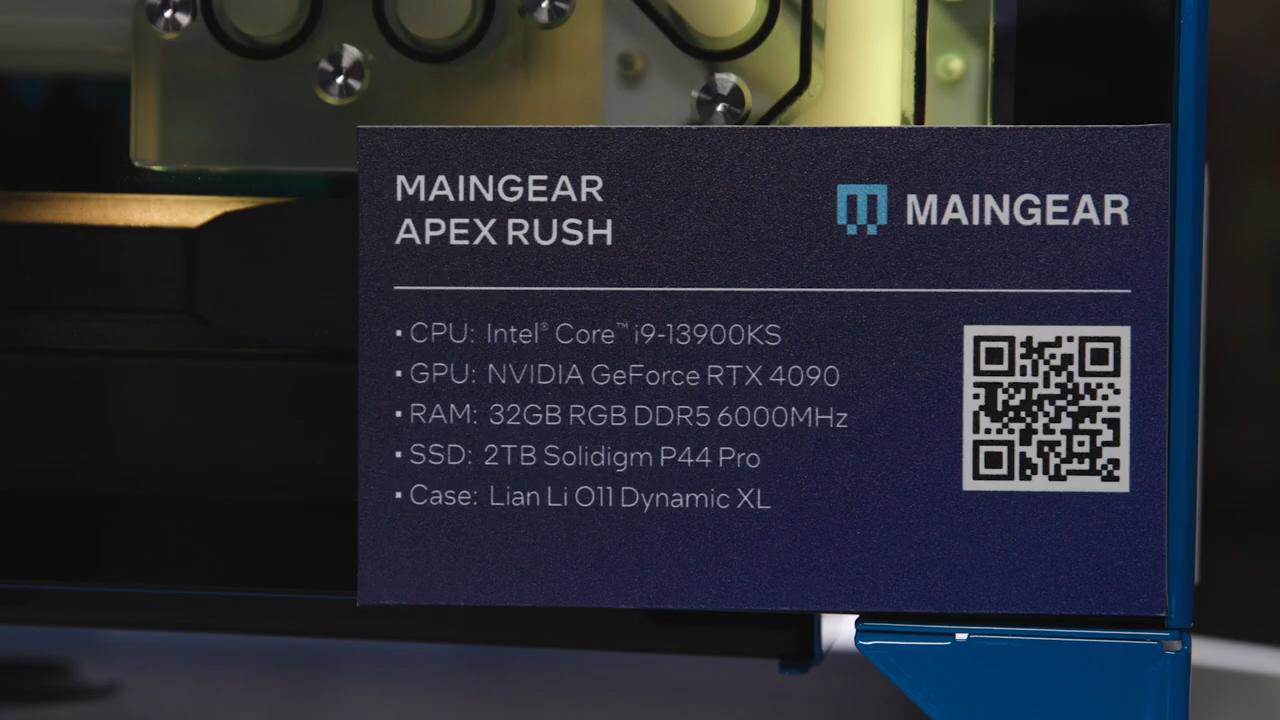 MAINGEAR
APEX RUSH
MAINGEAR
▪ CPU: Intel® Core™ i9-13900KS
▪ GPU: NVIDIA GeForce RTX 4090
▪ RAM: 32GB RGB DDR5 6000MHz
▪ SSD: 2TB Solidigm P44 Pro
▪ Case: Lian Li O11 Dynamic XL